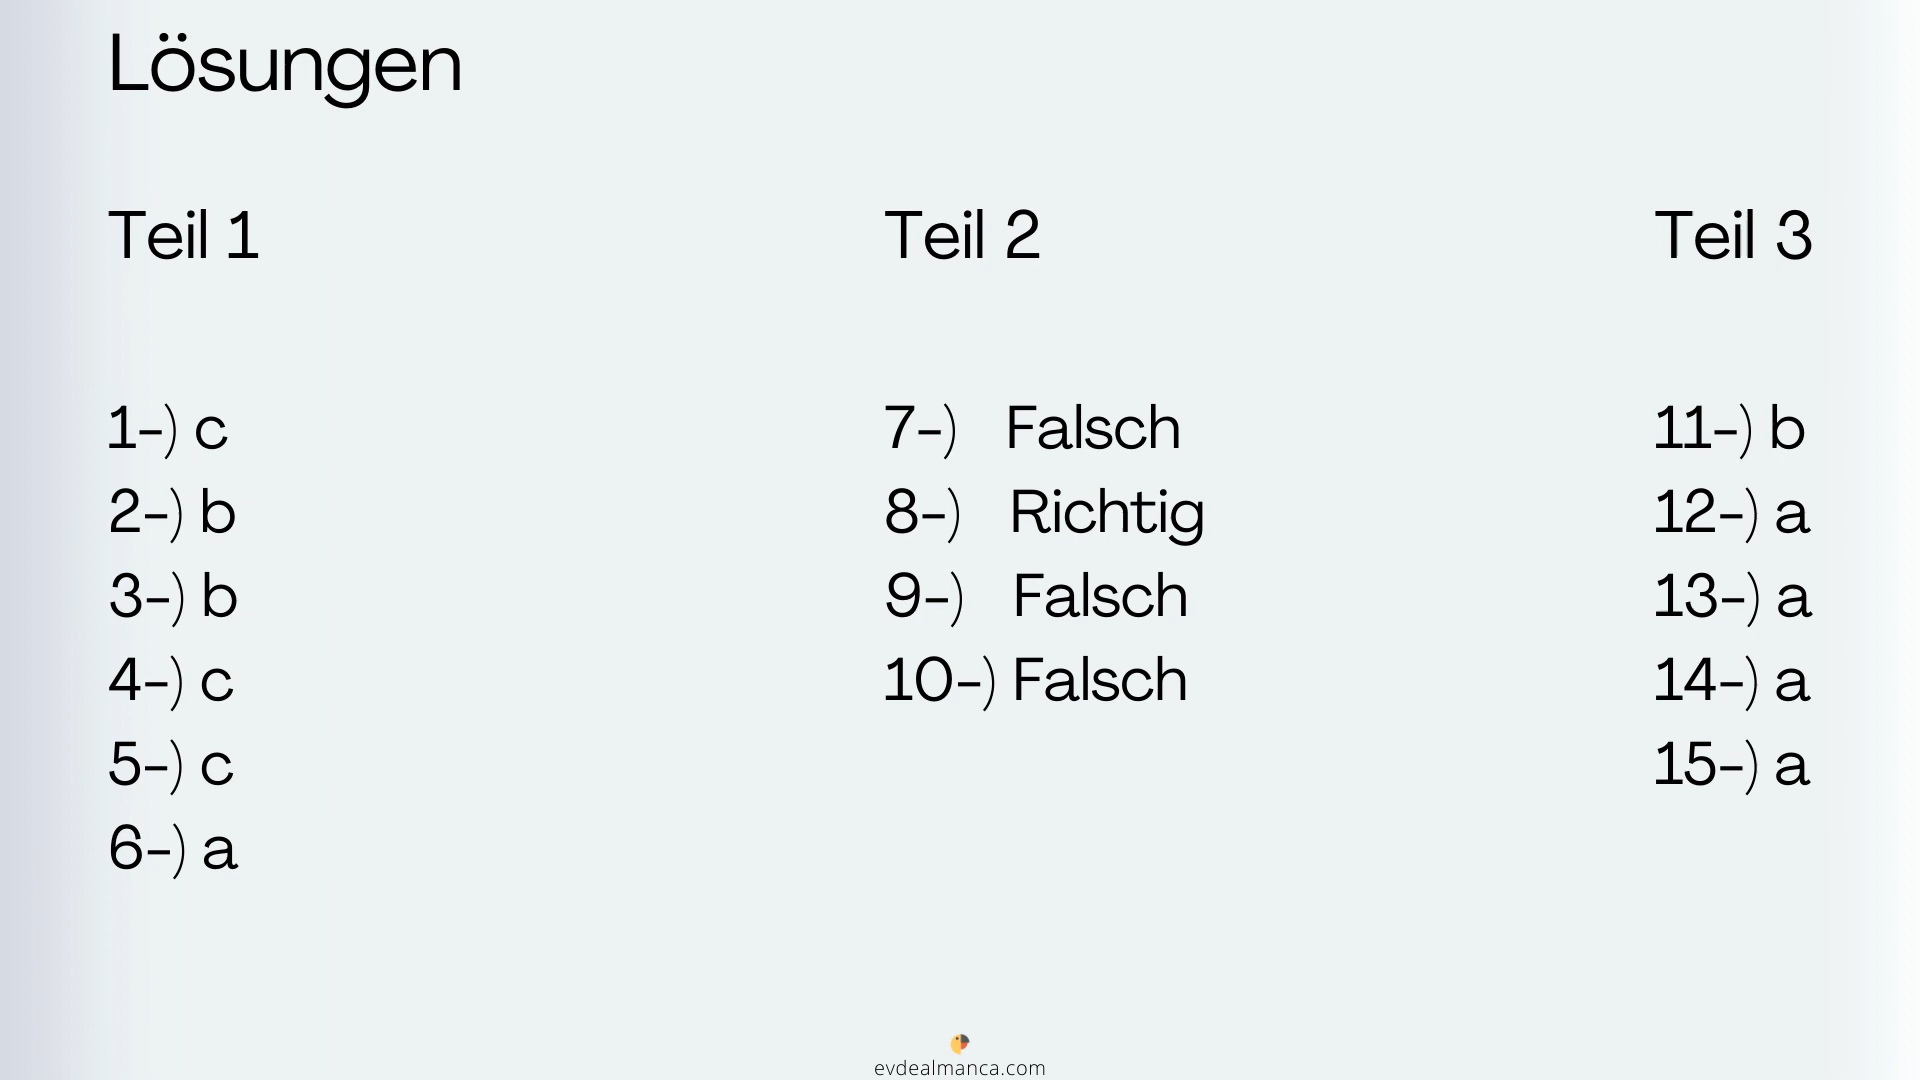 Lösungen
Teil 1
1-) c
2-) b
3-) b
4-) c
5-) c
6-) a
Teil 2
7-) Falsch
8-) Richtig
9-) Falsch
10-) Falsch
Teil 3
11-) b
12-) a
13-) a
14-) a
15-) a
evdealmanca.com